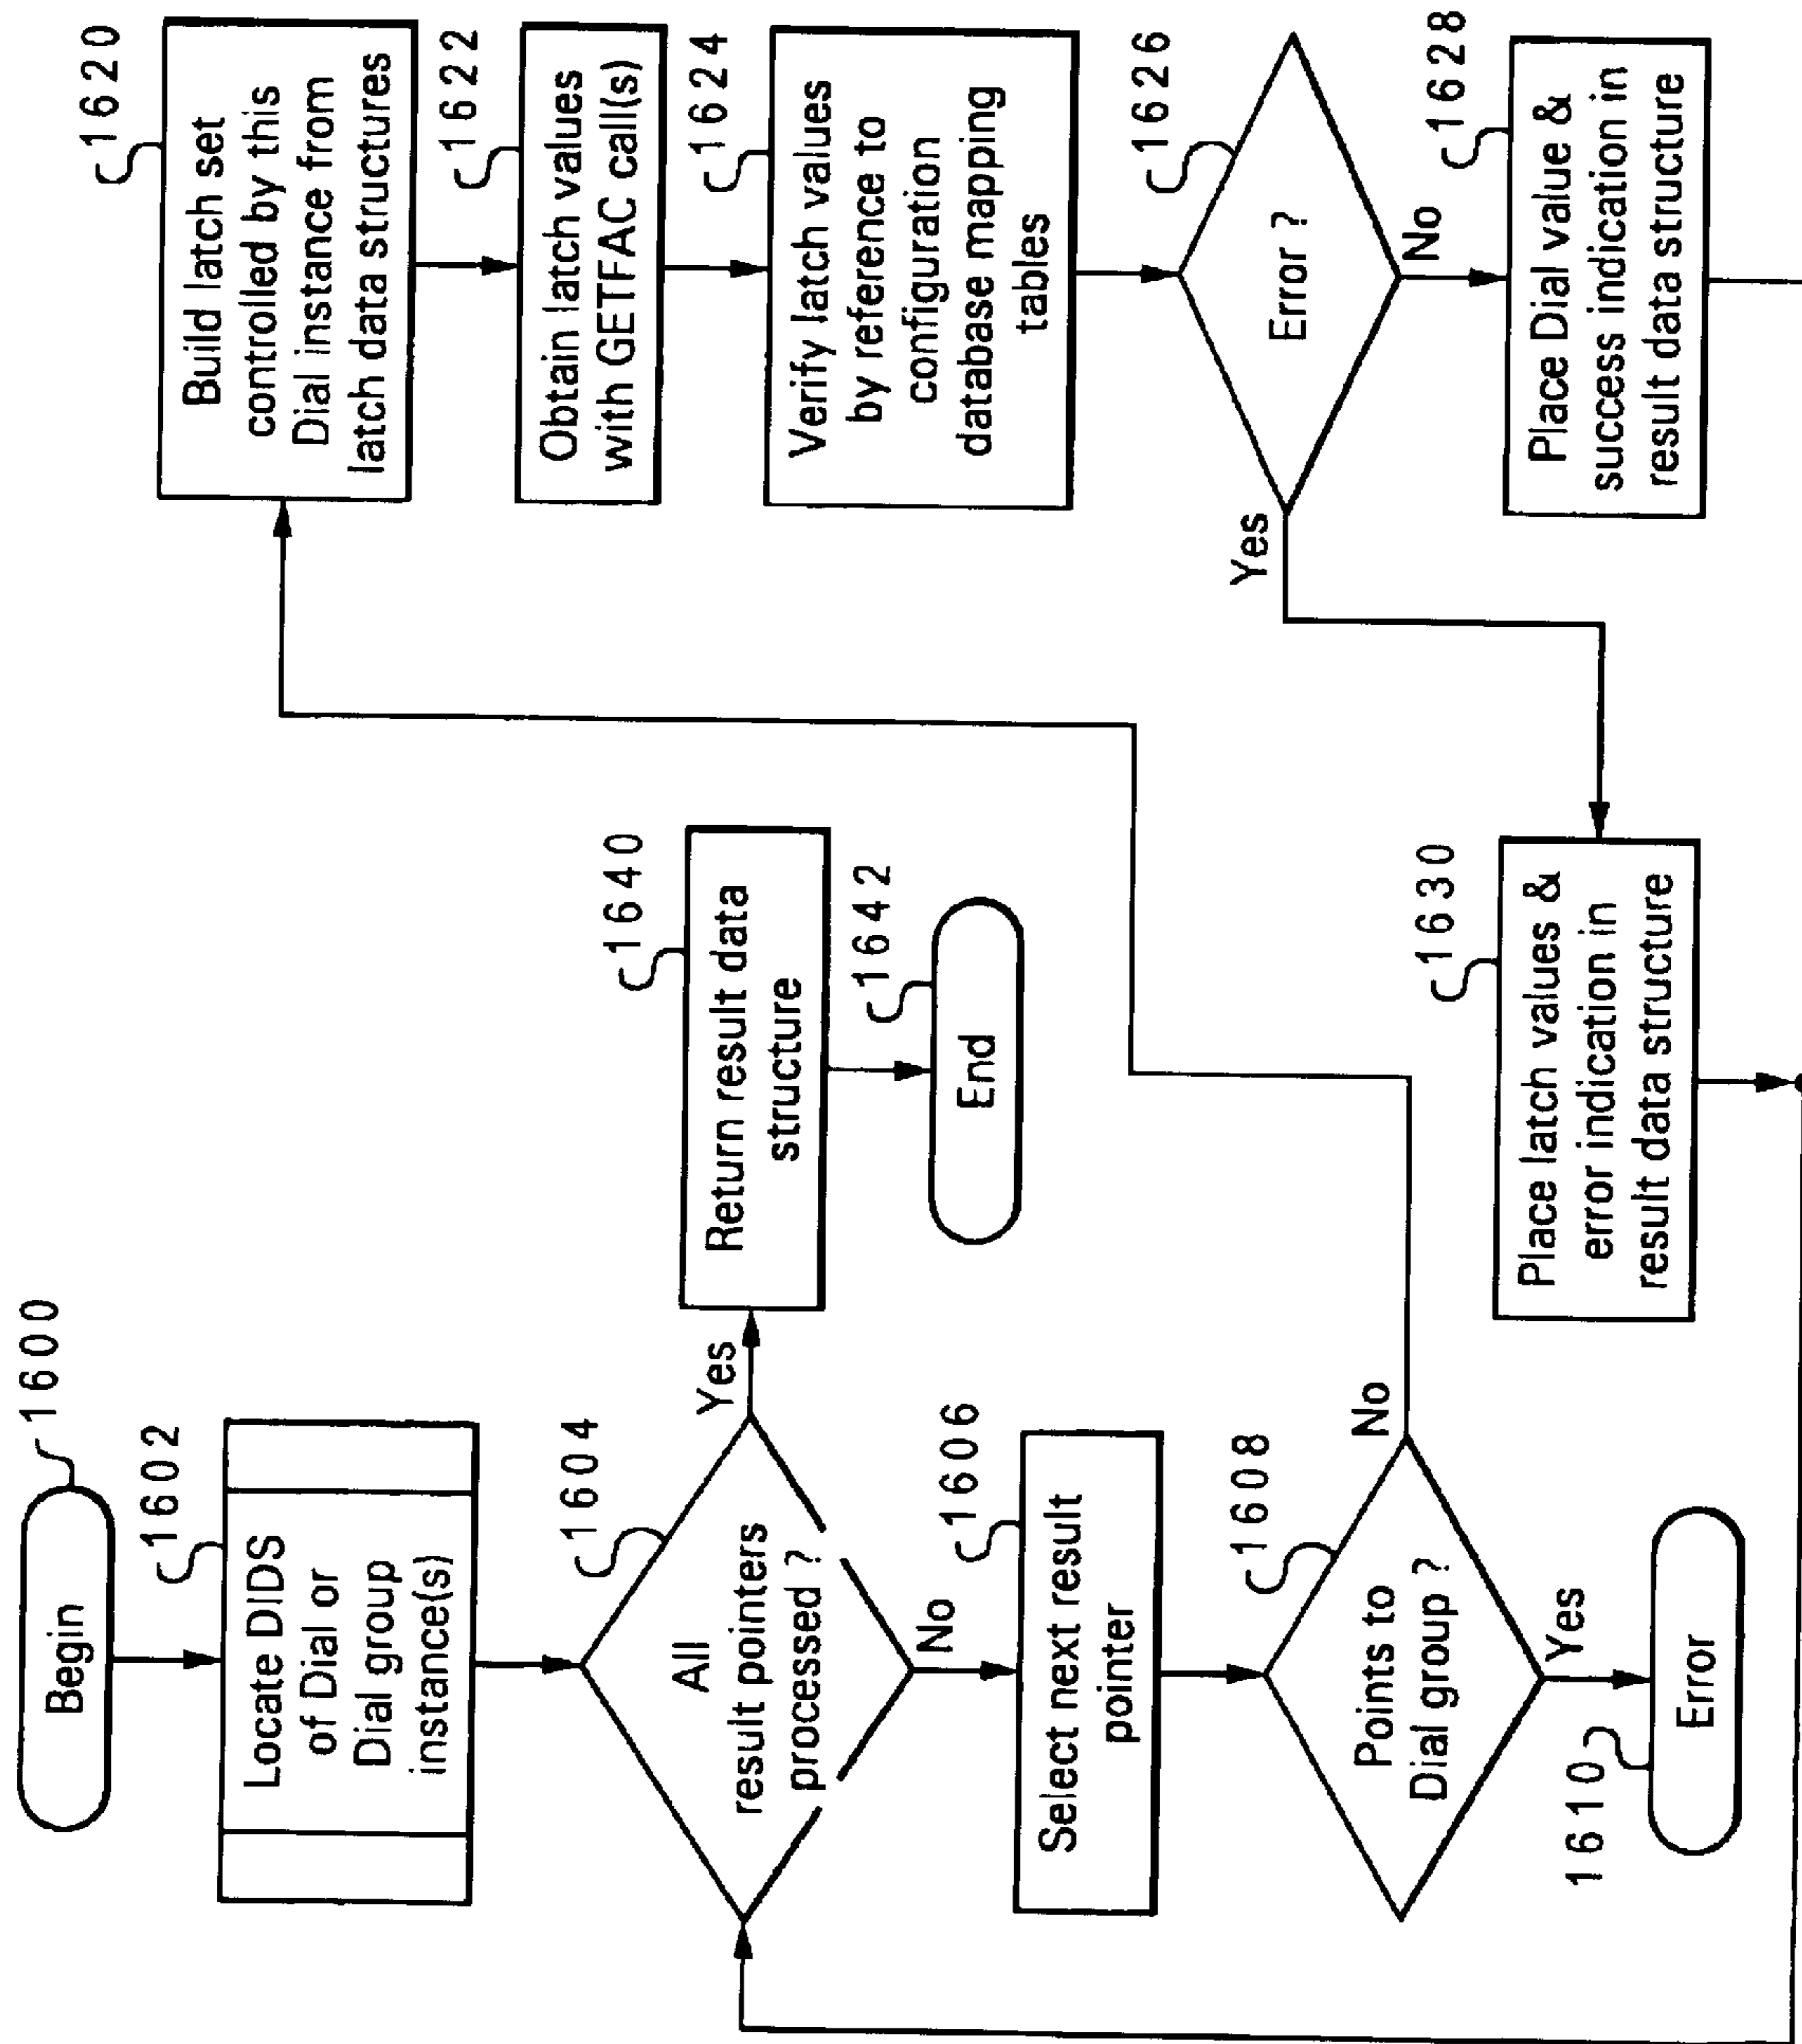 Begin
1600
1602
Locate DIDS
of Dial or
Dial group
instance(s)
1604
All
result pointers
processed ?
Yes
No
1640
Return result data
structure
1642
End
1606
Select next result
pointer
1608
Points to
Dial group ?
No
Yes
1610
Error
1620
Build latch set
controlled by this
Dial instance from
latch data structures
1622
Obtain latch values
with GETFAC call(s)
1624
Verify latch values
by reference to
configuration
database mapping
tables
1626
Error ?
Yes
No
1628
Place Dial value &
success indication in
result data structure
1630
Place latch values &
error indication in
result data structure